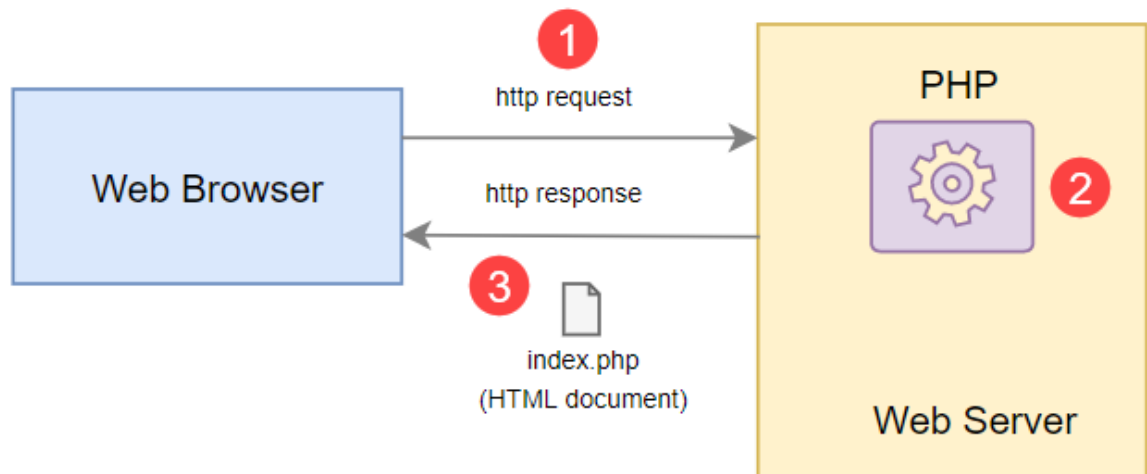 1
http request
PHP
Web Browser
2
http response
3
index.php
(HTML document)
Web Server